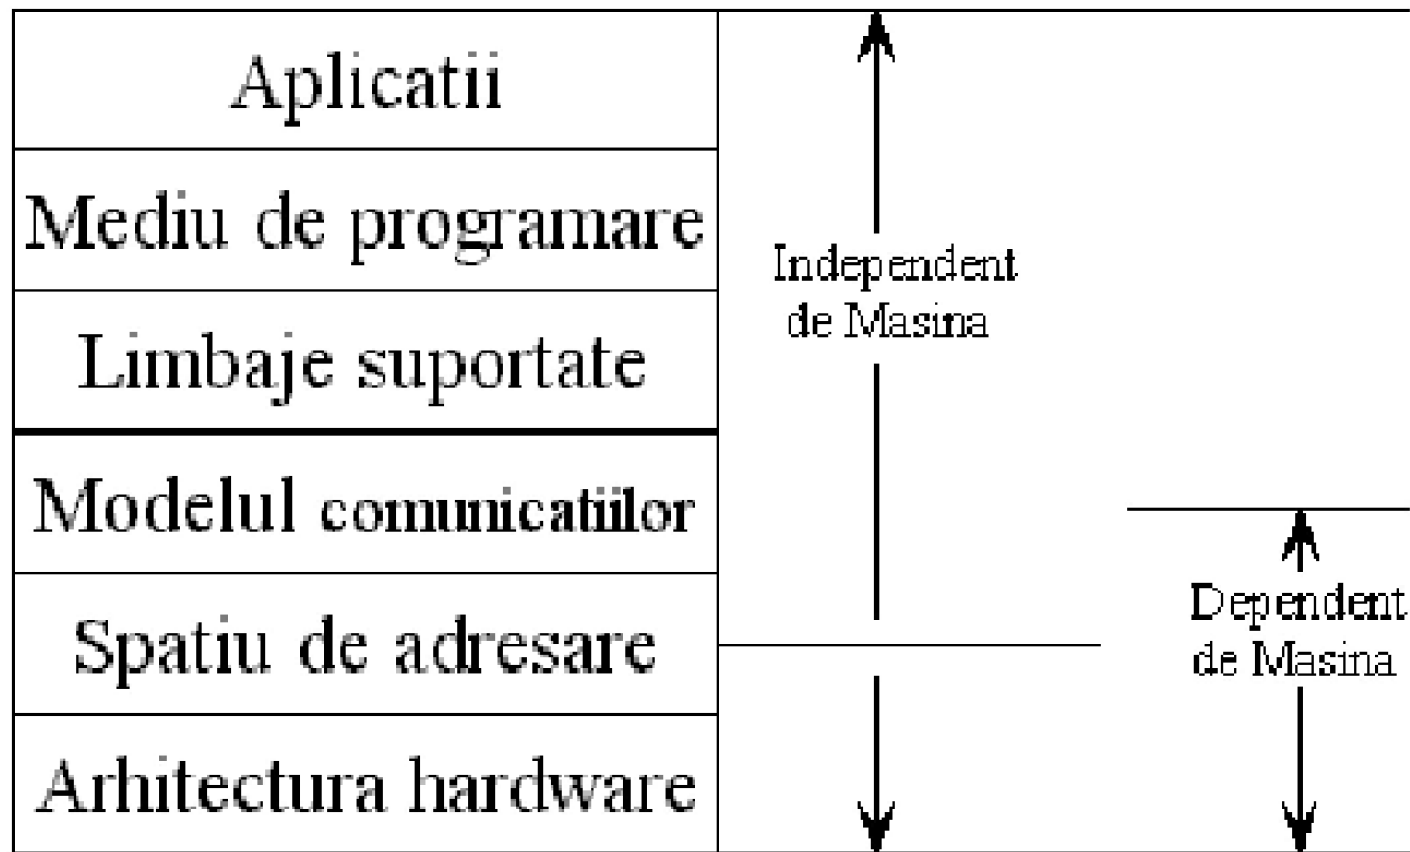 Aplicatii
Mediu de programare
Limbaje suportate
Modelul comunicatiilor
Spatiu de adresare
Arhitectura hardware
Independent
de Masina
Dependent
de Masina